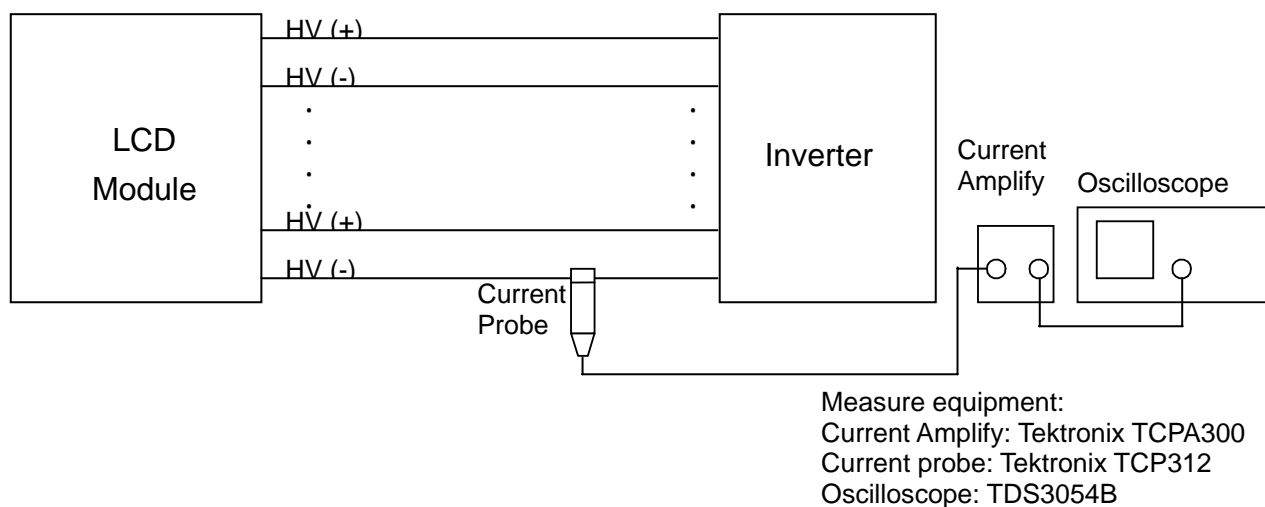 HV (+)
HV (-)
LCD
Module
Inverter
HV (+)
HV (-)
Current
Probe
Current
Amplify
Oscilloscope
Measure equipment:
Current Amplify: Tektronix TCPA300
Current probe: Tektronix TCP312
Oscilloscope: TDS3054B